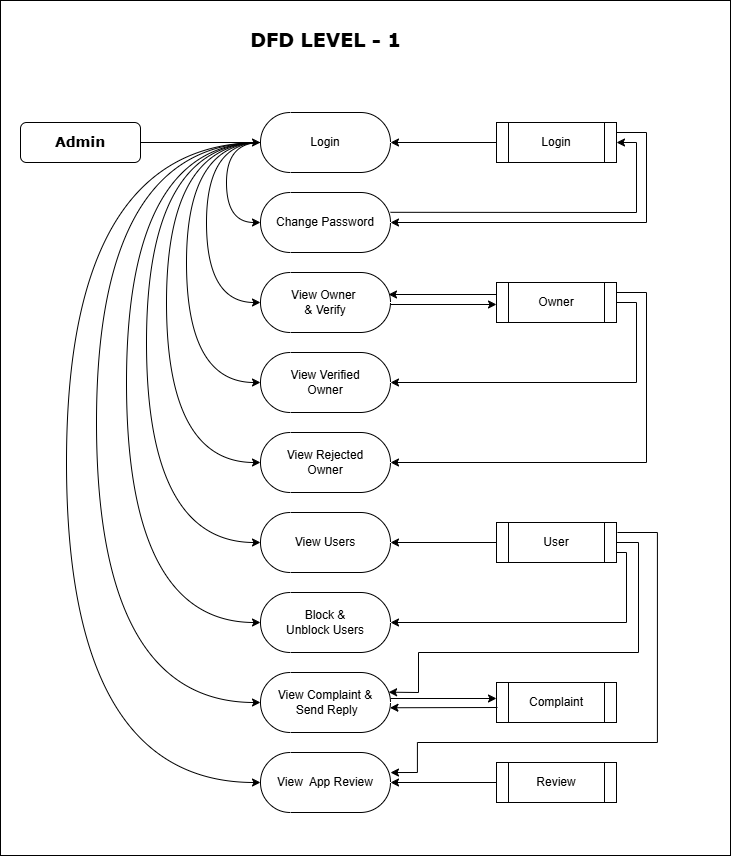 DFD LEVEL - 1
Admin
Login
Login
Change Password
View Owner
& Verify
Owner
View Verified
Owner
View Rejected
Owner
View Users
User
Block &
Unblock Users
View Complaint &
Send Reply
Complaint
View App Review
Review